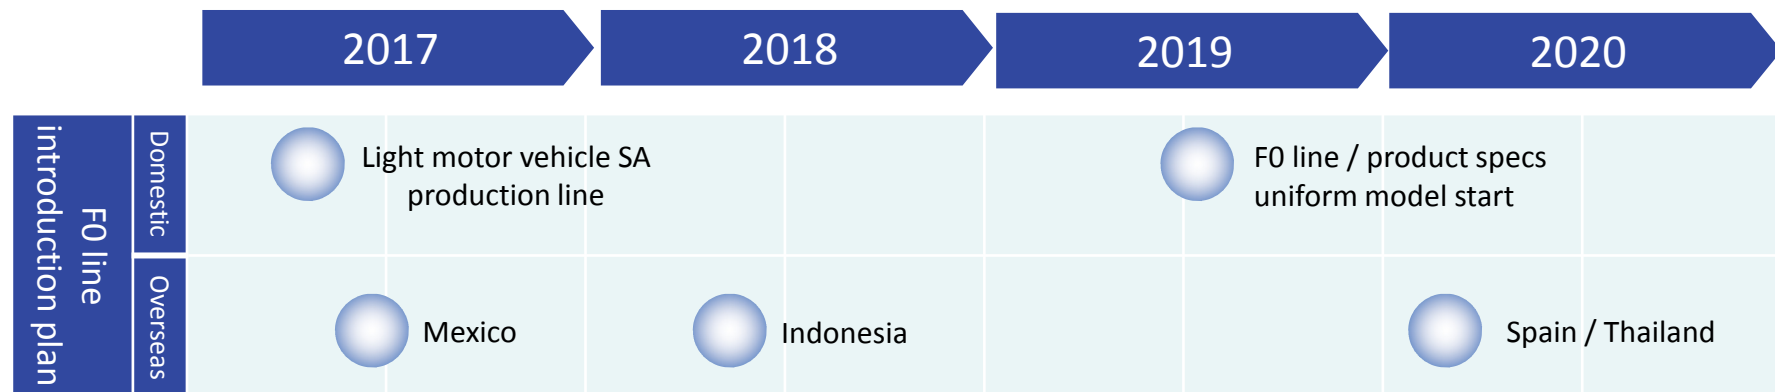 2017
2018
2019
2020
F0 line
introduction plan
Domestic
Light motor vehicle SA
production line
F0 line / product specs
uniform model start
Overseas
Mexico
Indonesia
Spain / Thailand